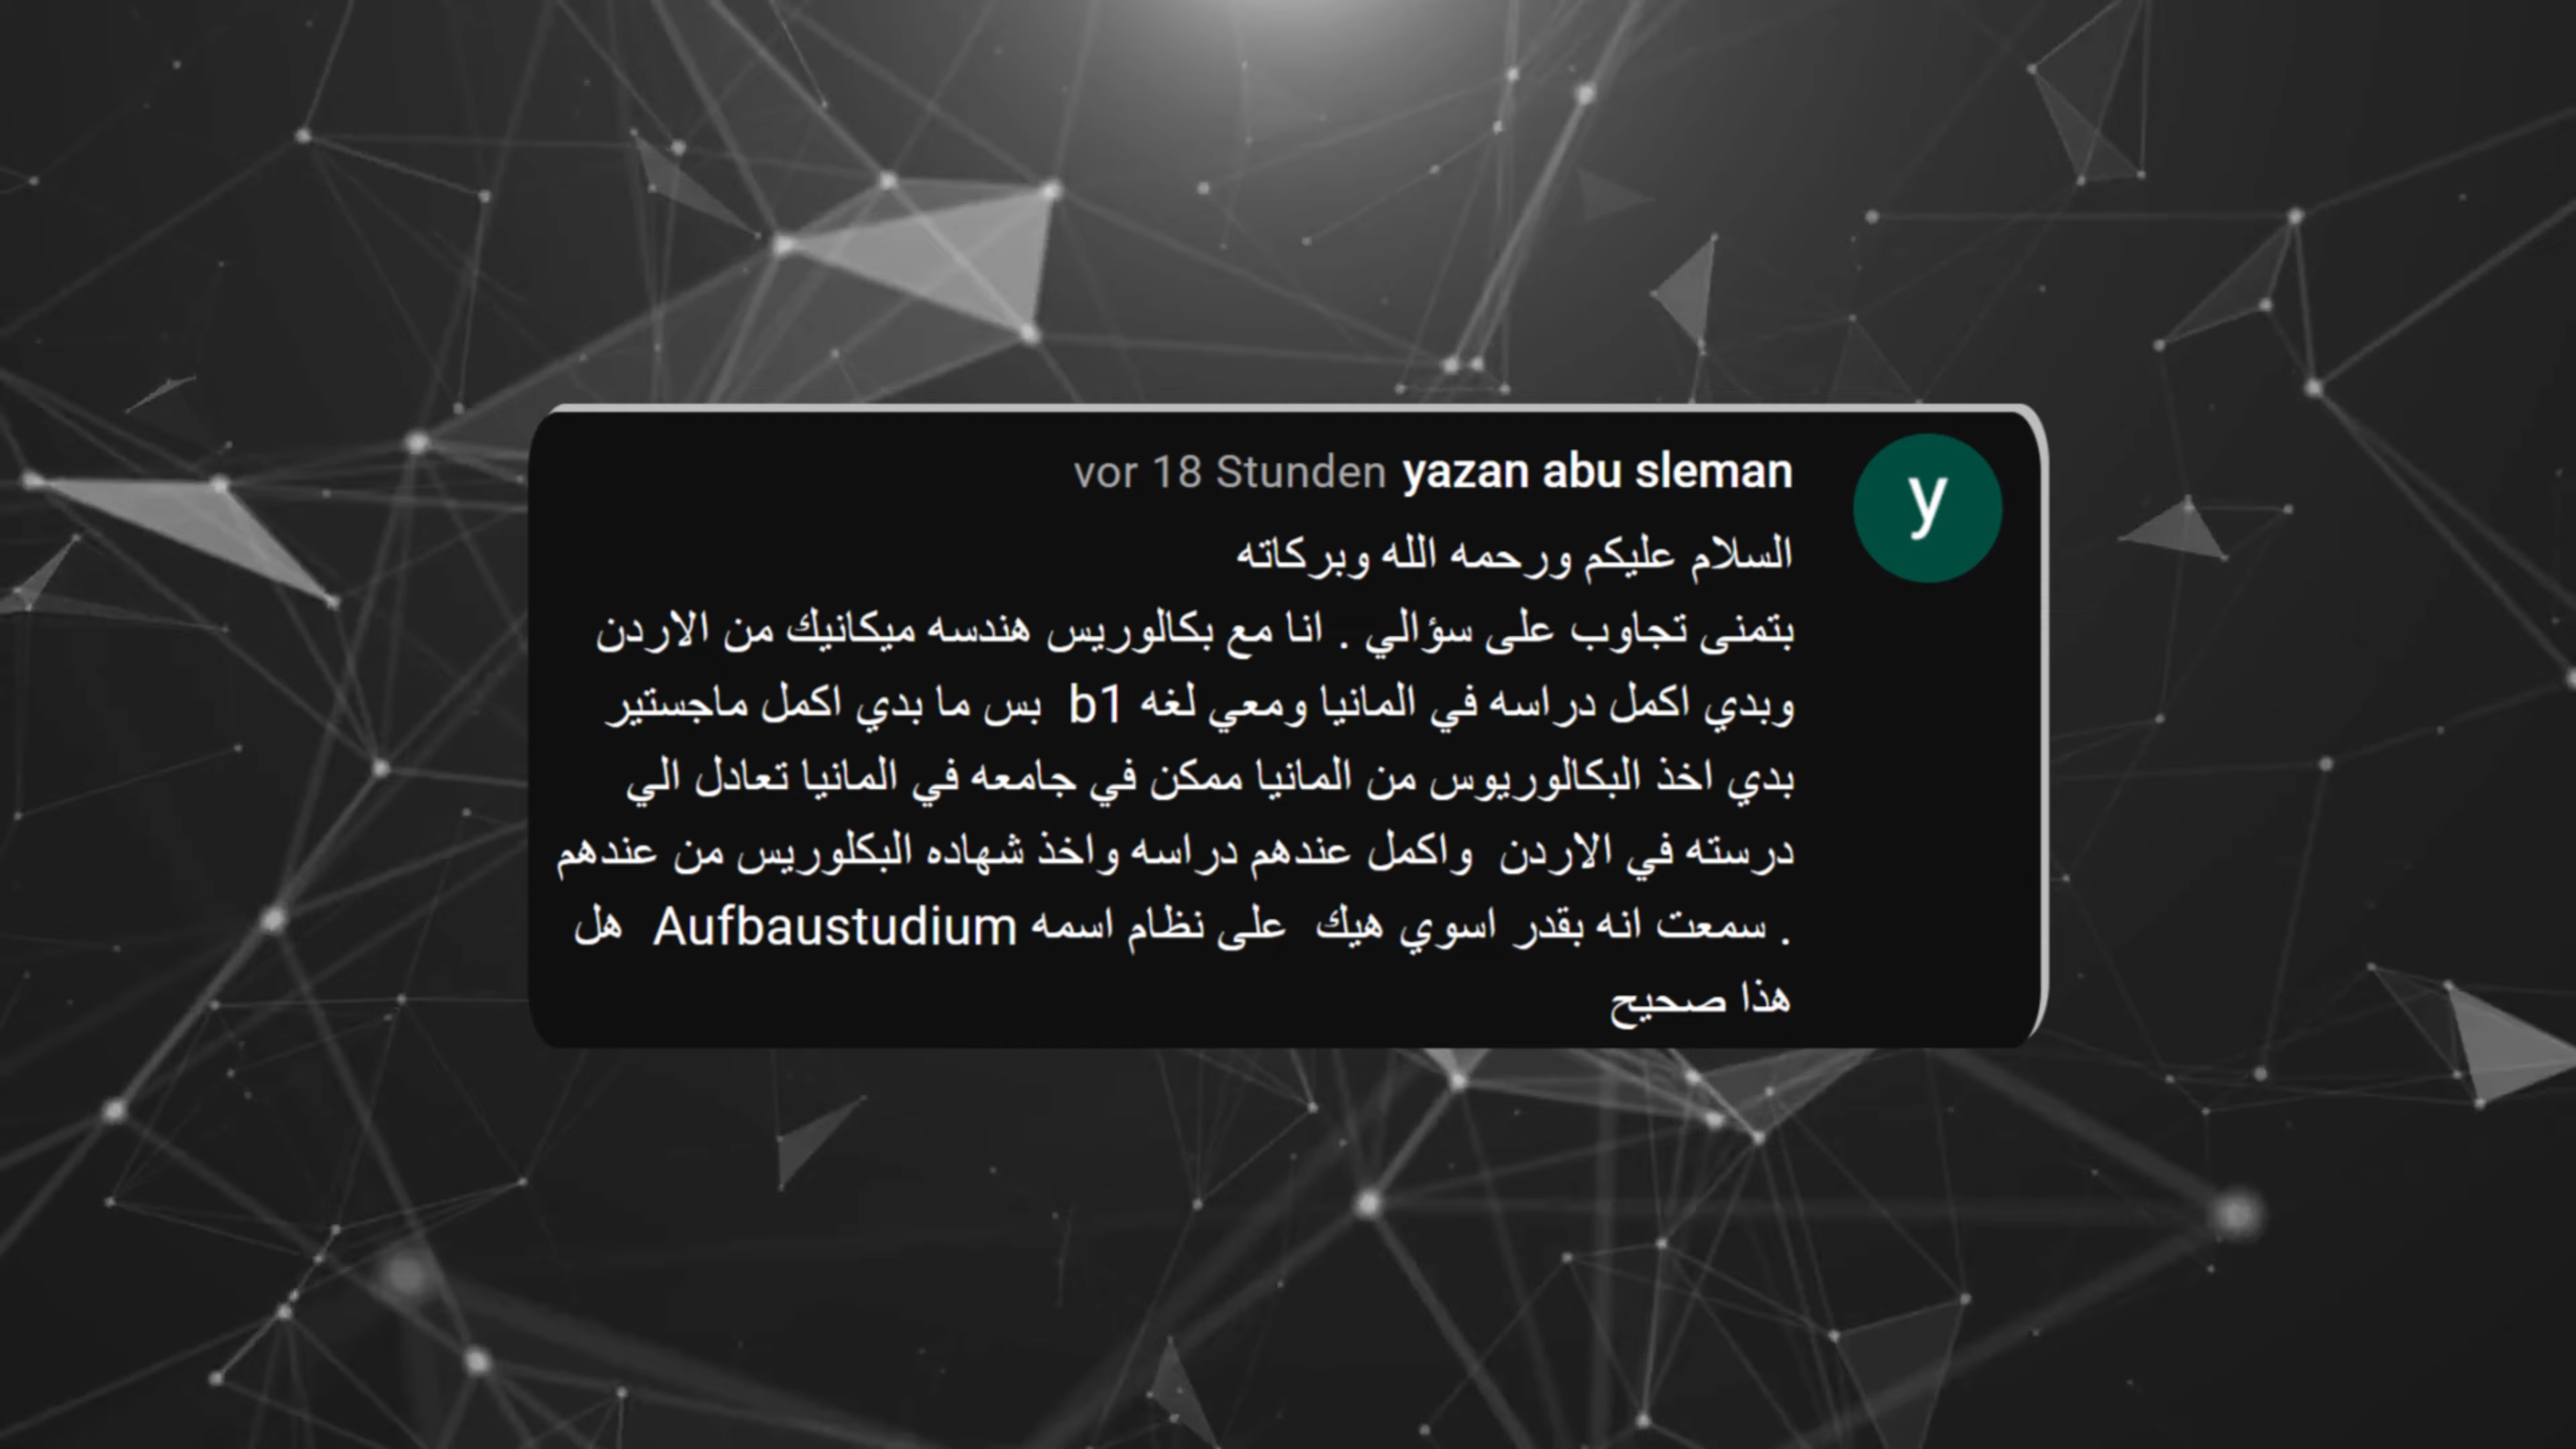 vor 18 Stunden yazan abu sleman
y
السلام عليكم ورحمه الله وبركاته
بتمنى تجاوب على سؤالي . انا مع بكالوريس هندسه ميكانيك من الاردن
وبدي اكمل دراسه في المانيا ومعي لغه b1 بس ما بدي اكمل ماجستير
بدي اخذ البكالوريوس من المانيا ممكن في جامعه في المانيا تعادل الي
درسته في الاردن واكمل عندهم دراسه واخذ شهاده البكلوريس من عندهم
. سمعت انه بقدر اسوي هيك على نظام اسمه Aufbaustudium هل
هذا صحيح